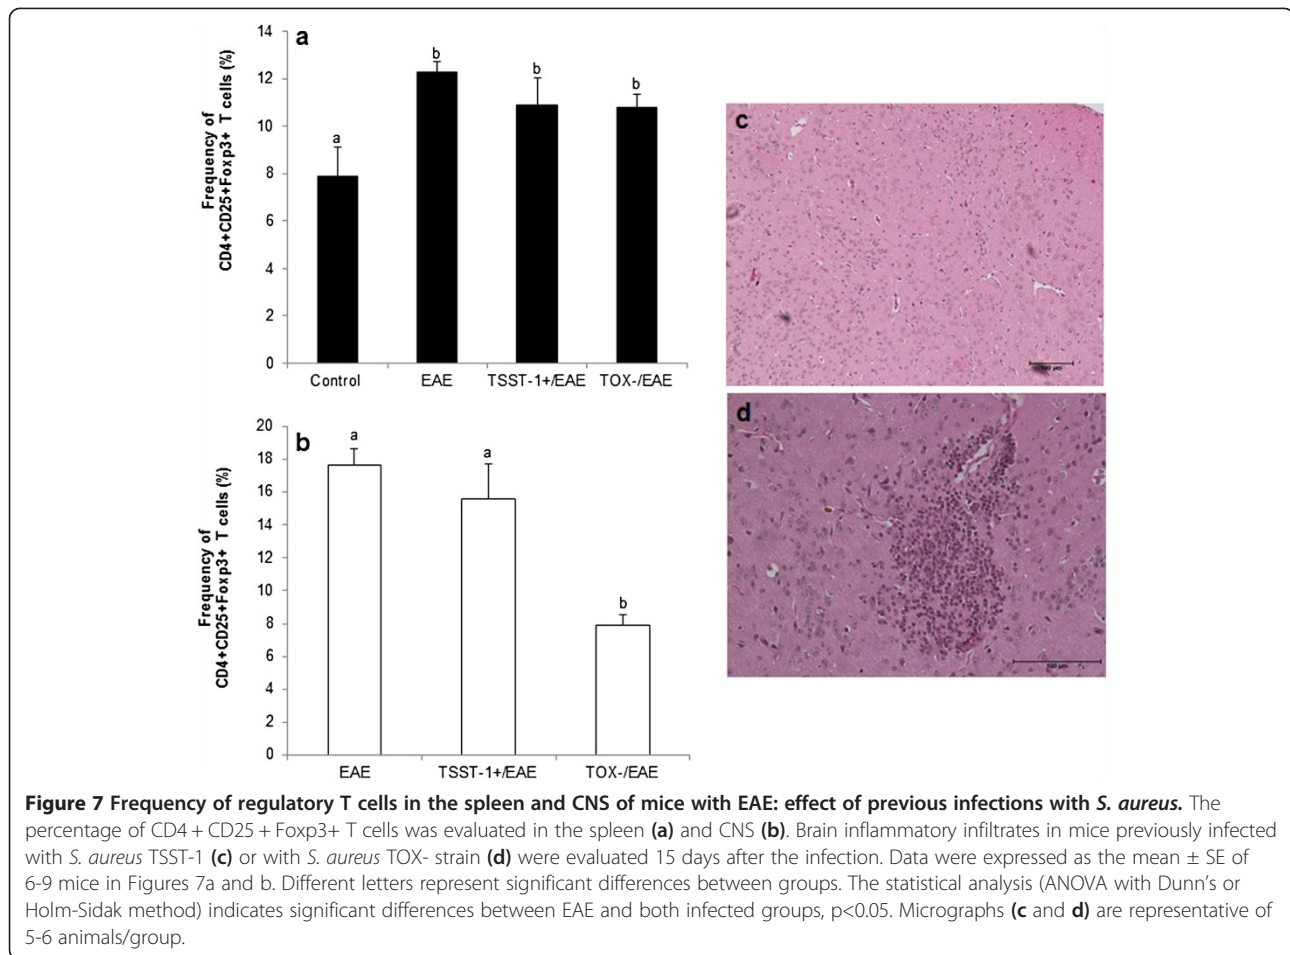 a
Frequency of
CD4+CD25+Foxp3+ T cells (%)
14
12
10
8
6
4
2
0
a
b
b
b
Control EAE TSST-1+/EAE TOX-/EAE
b
Frequency of
CD4+CD25+Foxp3+ T cells (%)
20
18
16
14
12
10
8
6
4
2
0
a
a
b
EAE TSST-1+/EAE TOX-/EAE
c
100 µm
d
100 µm
Figure 7 Frequency of regulatory T cells in the spleen and CNS of mice with EAE: effect of previous infections with S. aureus. The
percentage of CD4 + CD25 + Foxp3+ T cells was evaluated in the spleen (a) and CNS (b). Brain inflammatory infiltrates in mice previously infected
with S. aureus TSST-1 (c) or with S. aureus TOX- strain (d) were evaluated 15 days after the infection. Data were expressed as the mean ± SE of
6-9 mice in Figures 7a and b. Different letters represent significant differences between groups. The statistical analysis (ANOVA with Dunn's or
Holm-Sidak method) indicates significant differences between EAE and both infected groups, p<0.05. Micrographs (c and d) are representative of
5-6 animals/group.